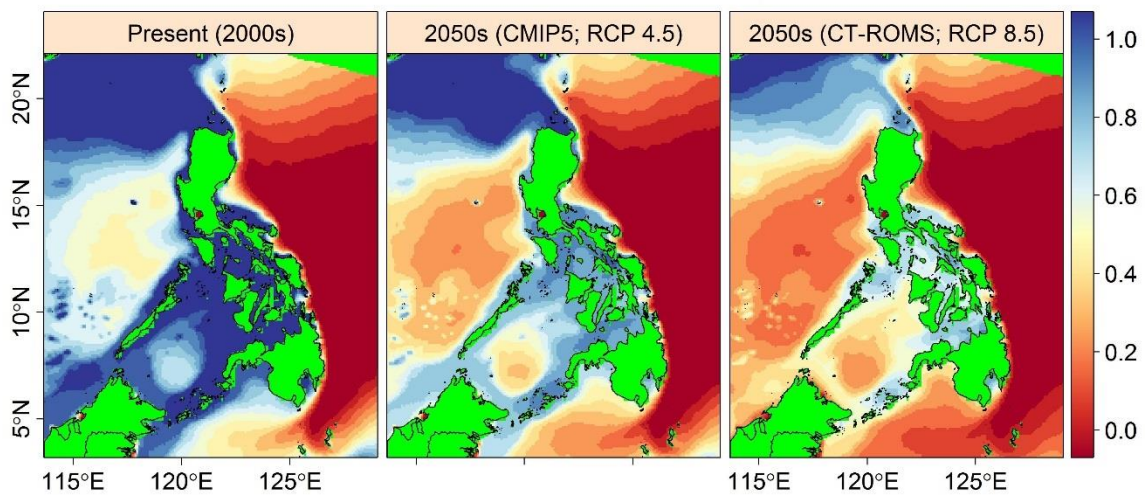 Present (2000s)
2050s (CMIP5; RCP 4.5)
2050s (CT-ROMS; RCP 8.5)
20°N
15°N
10°N
5°N
1.0
0.8
0.6
0.4
0.2
0.0
115°E 120°E 125°E
115°E 120°E 125°E